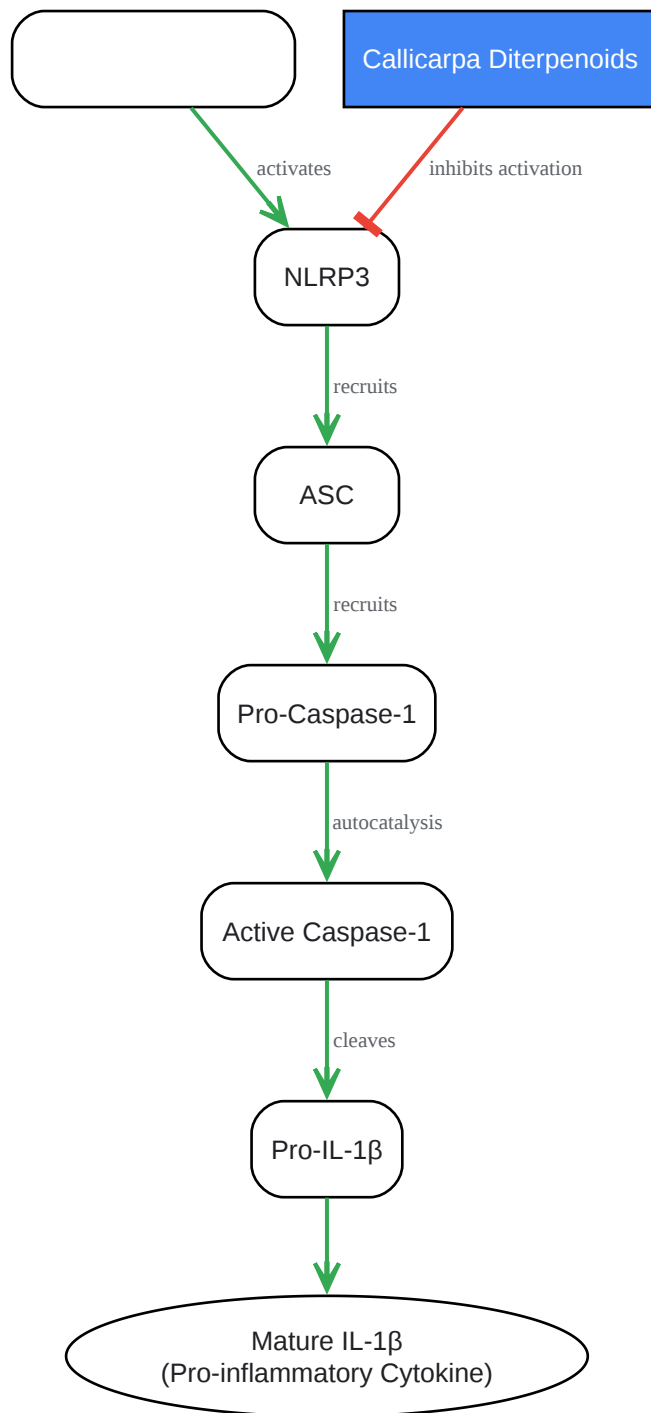 Callicarpa Diterpenoids
activates
inhibits activation
NLRP3
recruits
ASC
recruits
Pro-Caspase-1
autocatalysis
Active Caspase-1
cleaves
Pro-IL-1β
Mature IL-1β
(Pro-inflammatory Cytokine)